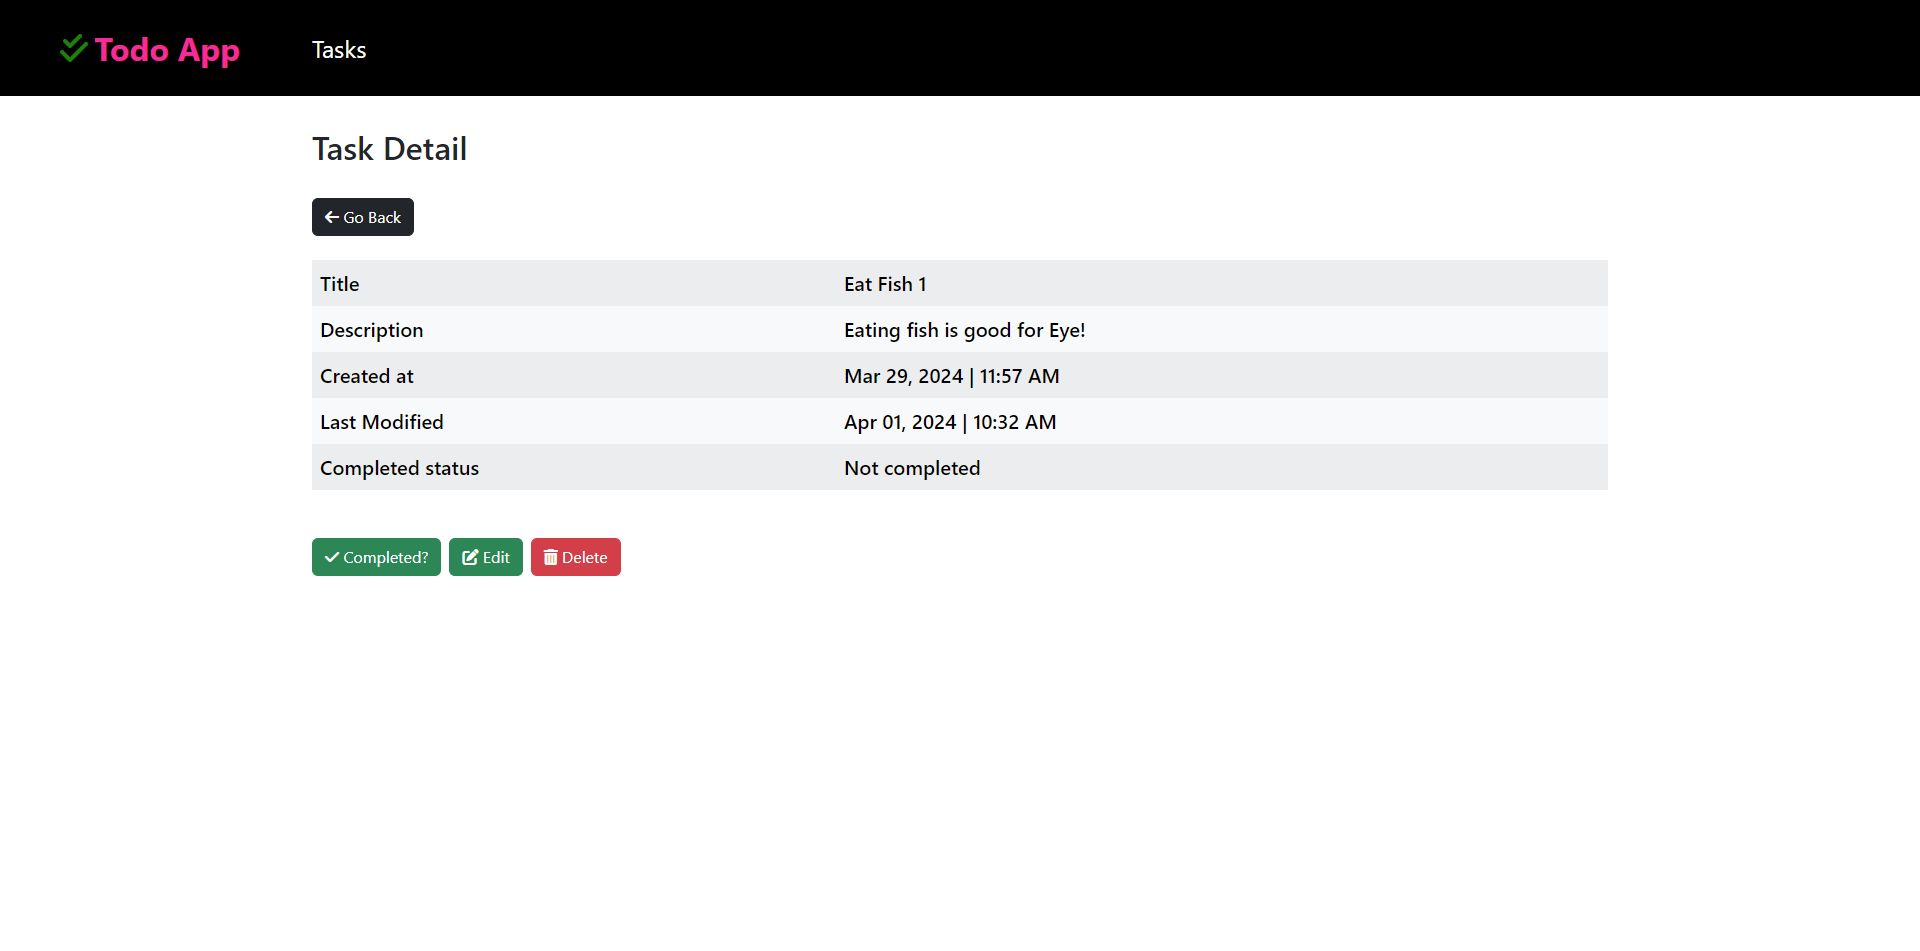 Todo App Tasks
Task Detail
Go Back
Title Eat Fish 1
Description Eating fish is good for Eye!
Created at Mar 29, 2024 | 11:57 AM
Last Modified Apr 01, 2024 | 10:32 AM
Completed status Not completed
Completed? Edit Delete